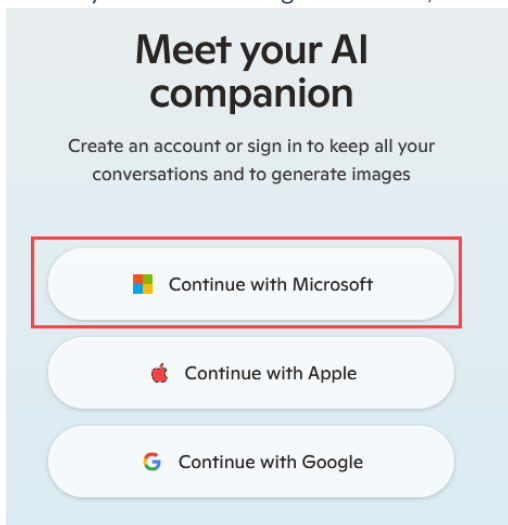 Meet your AI
companion
Create an account or sign in to keep all your
conversations and to generate images
Continue with Microsoft
Continue with Apple
Continue with Google